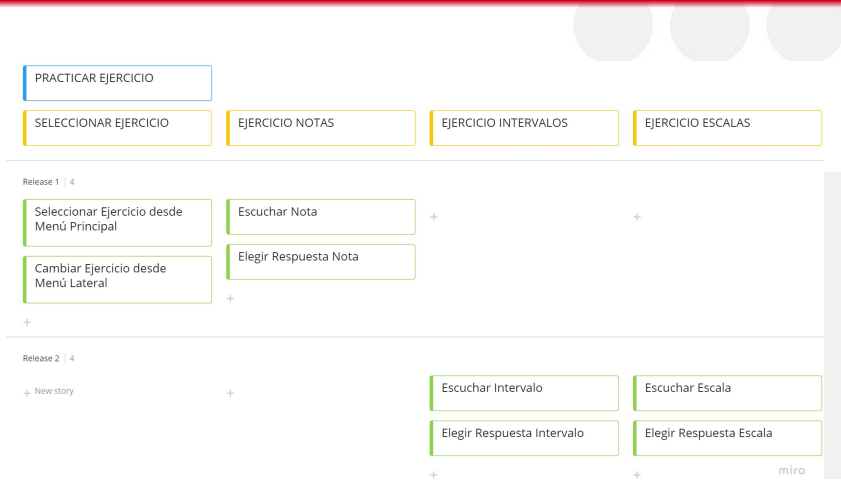 PRACTICAR EJERCICIO
SELECCIONAR EJERCICIO
EJERCICIO NOTAS
EJERCICIO INTERVALOS
EJERCICIO ESCALAS
Release 1 | 4
Seleccionar Ejercicio desde
Menú Principal
Cambiar Ejercicio desde
Menú Lateral
+
Escuchar Nota
Elegir Respuesta Nota
+
+
+
Release 2 | 4
+ New story
+
Escuchar Intervalo
Elegir Respuesta Intervalo
+
Escuchar Escala
Elegir Respuesta Escala
+
miro